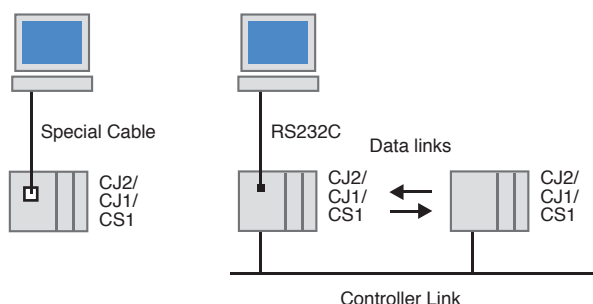 Special Cable
CJ2/
CJ1/
CS1
RS232C
Data links
CJ2/
CJ1/
CS1
CJ2/
CJ1/
CS1
Controller Link